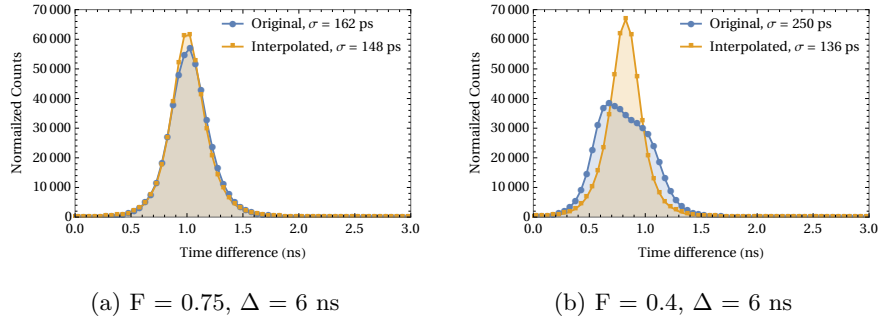 70 000
60 000
50 000
40 000
30 000
20 000
10 000
0
Normailzed Counts
Original, σ = 162 ps
Interpolated, σ = 148 ps
0.0 0.5 1.0 1.5 2.0 2.5 3.0
Time difference (ns)
(a) F = 0.75, Δ = 6 ns
70 000
60 000
50 000
40 000
30 000
20 000
10 000
0
Normailzed Counts
Original, σ = 250 ps
Interpolated, σ = 136 ps
0.0 0.5 1.0 1.5 2.0 2.5 3.0
Time difference (ns)
(b) F = 0.4, Δ = 6 ns